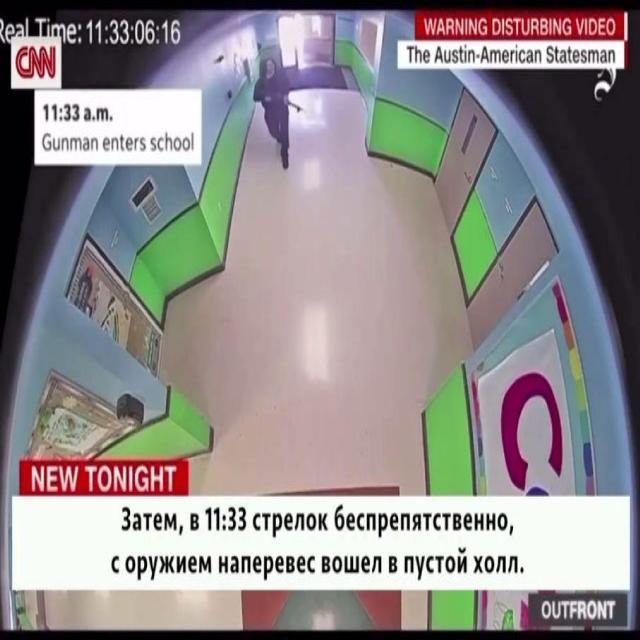 Real Time: 11:33:06:16
WARNING DISTURBING VIDEO
The Austin-American Statesman
CNN
11:33 a.m.
Gunman enters school
C
NEW TONIGHT
Затем, в 11:33 стрелок беспрепятственно,
с оружием наперевес вошел в пустой холл.
OUTFRONT